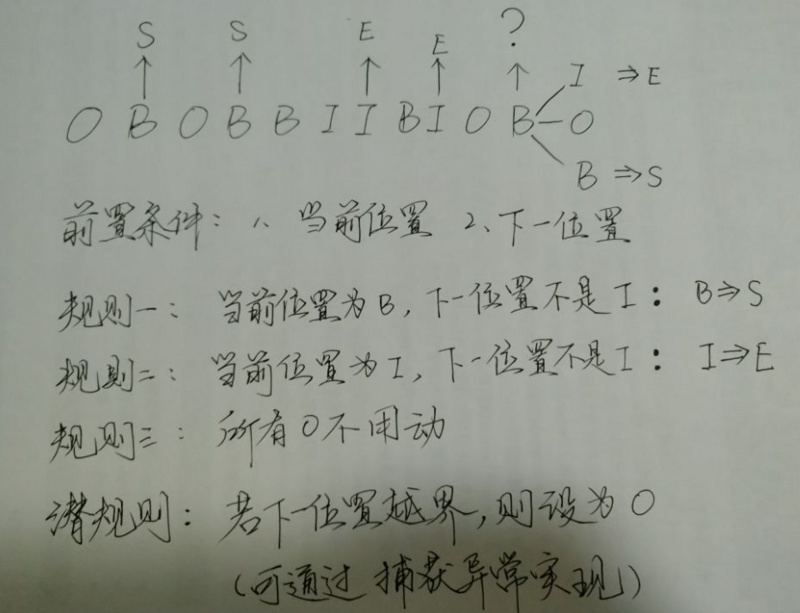 S S E E ?
↑ ↑ ↑ ↑ ↑ I ⇒ E
O B O B B I I B I O B – O
B ⇒ S
前置条件: 1、当前位置 2、下一位置
规则一: 当前位置为B, 下一位置不是I: B⇒S
规则二: 当前位置为I, 下一位置不是I: I⇒E
规则三: 所有O不用动
潜规则: 若下一位置越界, 则设为O
(可通过 捕获异常实现)